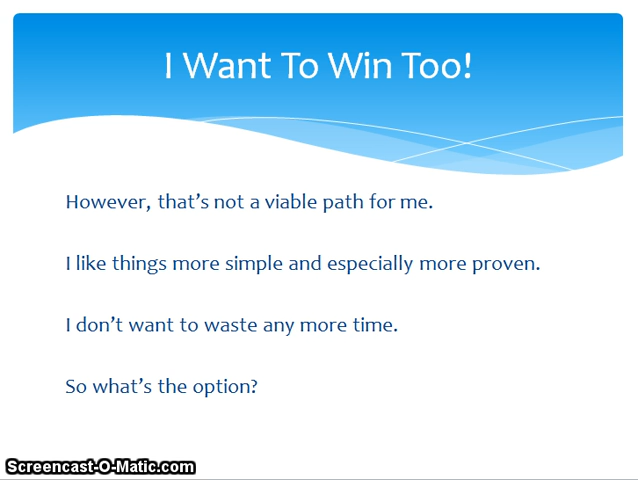 I Want To Win Too!
However, that's not a viable path for me.
I like things more simple and especially more proven.
I don't want to waste any more time.
So what's the option?
Screencast-O-Matic.com